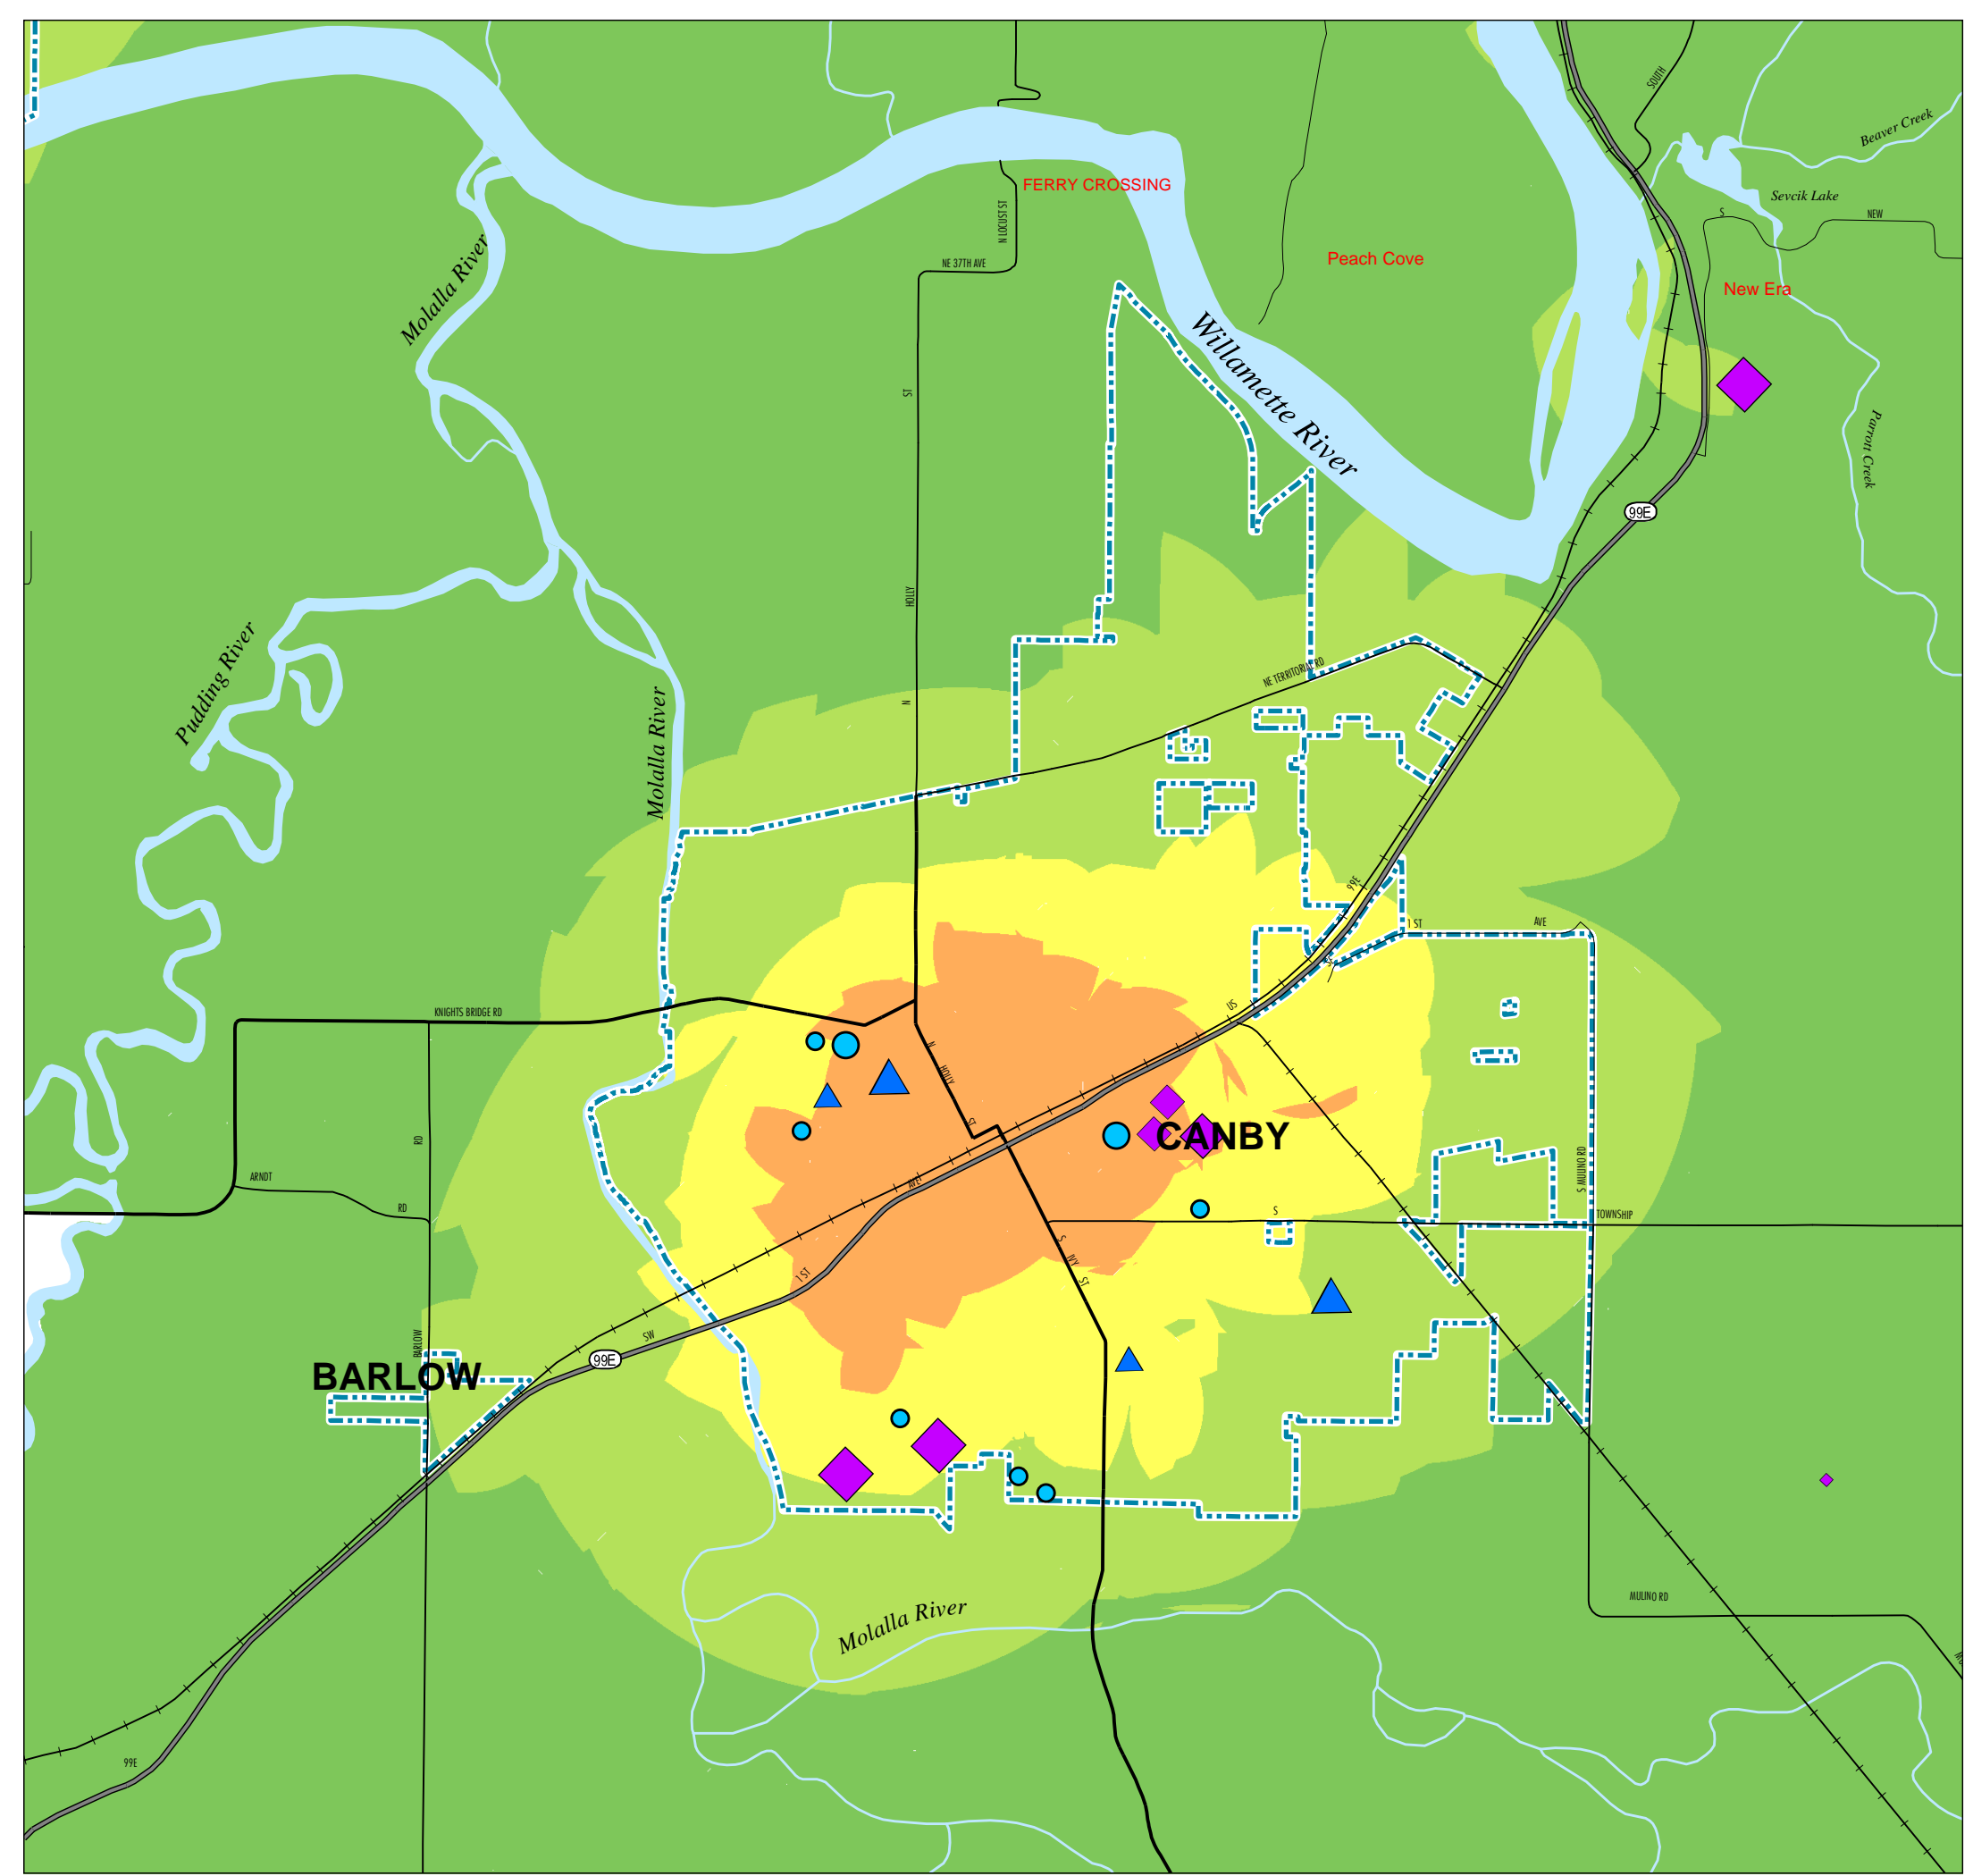 SOUTH
Beaver Creek
Sevcik Lake
S
NEW
FERRY CROSSING
N LOCUST ST
Peach Cove
NE 37TH AVE
New Era
Molalla River
Willamette River
ST
Parrott Creek
99E
HOLLY
Pudding River
NE TERRITORIAL RD
N
Molalla River
99E
1 ST
AVE
KNIGHTS BRIDGE RD
US
N
HOLLY
ST
CANBY
RD
ARNDT
RD
AVE
S MULINO RD
S
TOWNSHIP
S
IVY
ST
1 ST
SW
BARLOW
99E
BARLOW
MULINO RD
Molalla River
99E